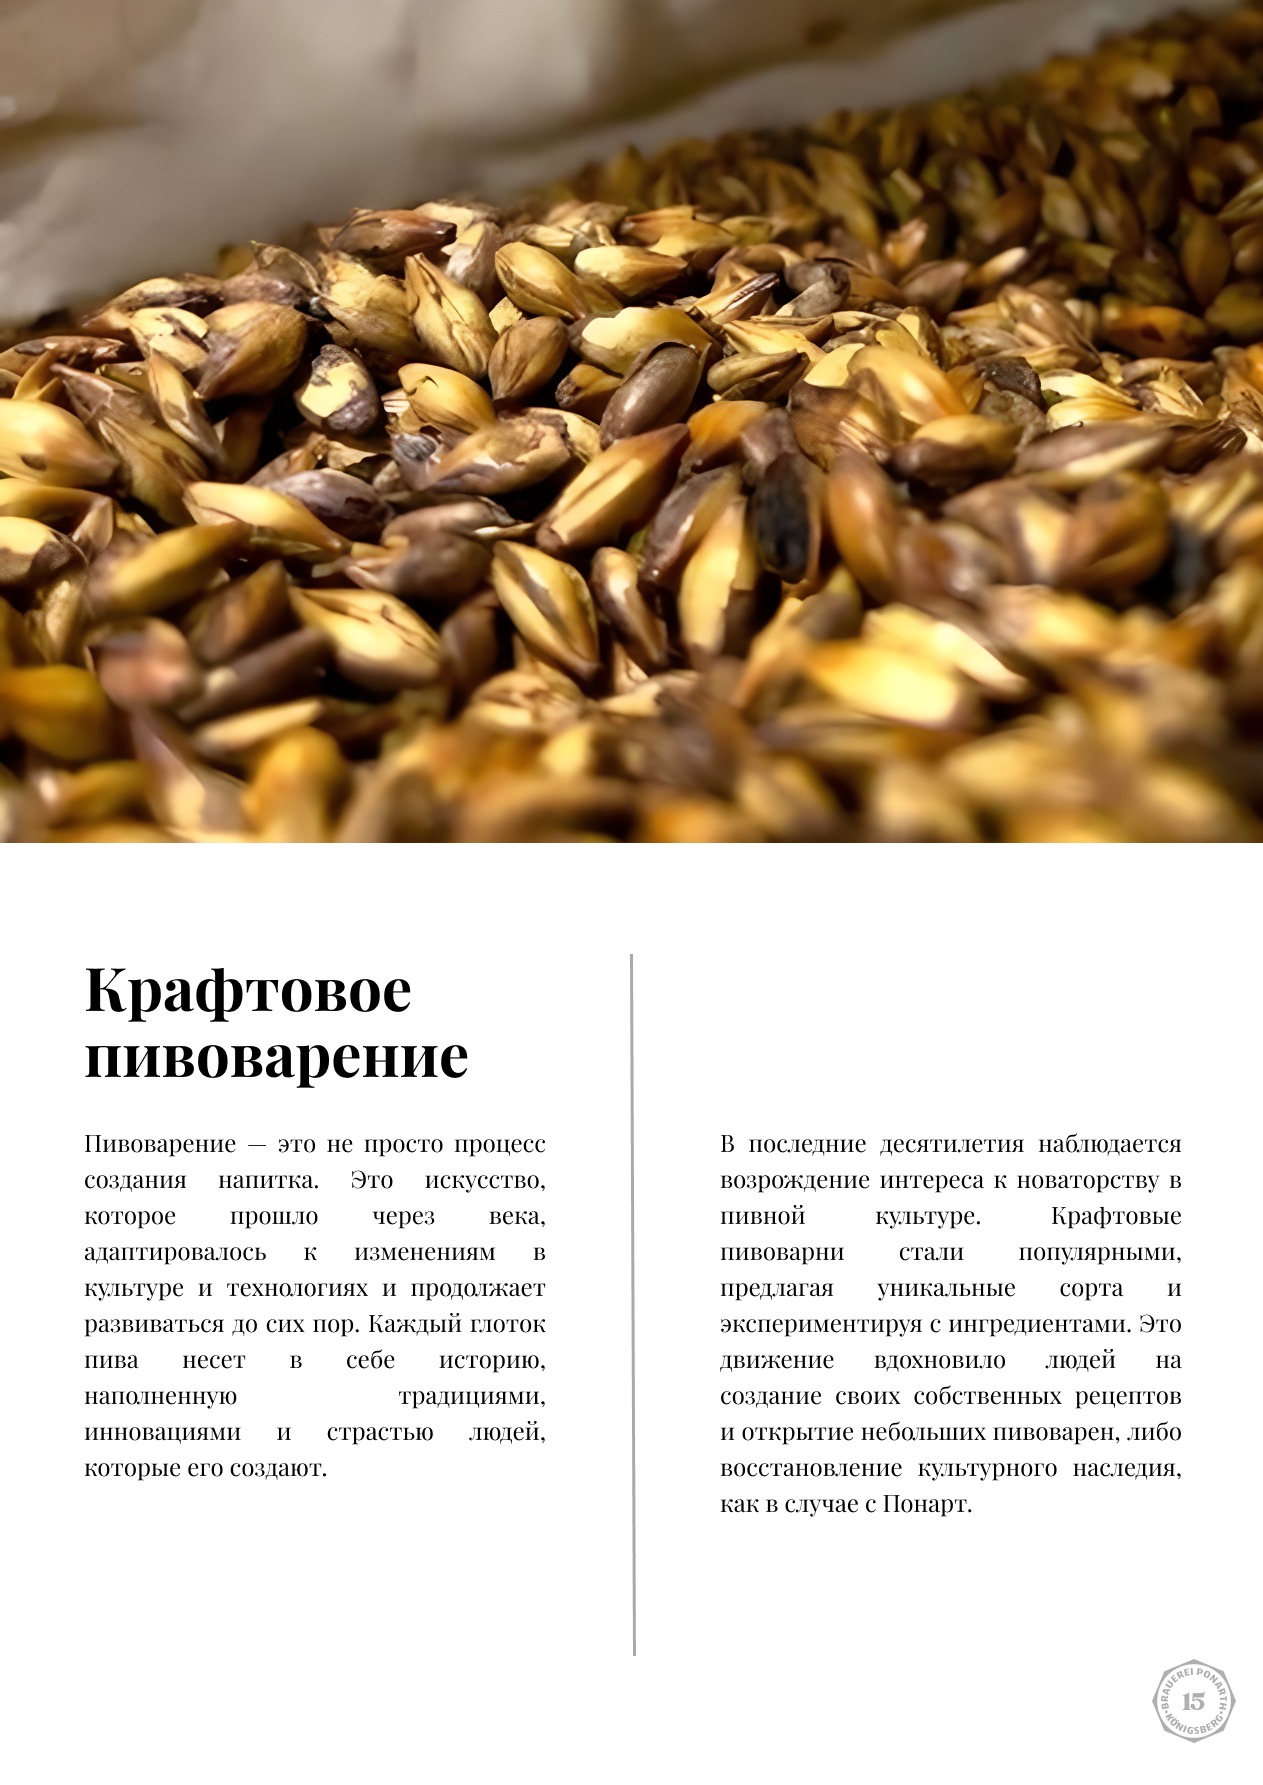 Крафтовое
пивоварение
Пивоварение — это не просто процесс
создания напитка. Это искусство,
которое прошло через века,
адаптировалось к изменениям в
культуре и технологиях и продолжает
развиваться до сих пор. Каждый глоток
пива несет в себе историю,
наполненную традициями,
инновациями и страстью людей,
которые его создают.
В последние десятилетия наблюдается
возрождение интереса к новаторству в
пивной культуре. Крафтовые
пивоварни стали популярными,
предлагая уникальные сорта и
экспериментируя с ингредиентами. Это
движение вдохновило людей на
создание своих собственных рецептов
и открытие небольших пивоварен, либо
восстановление культурного наследия,
как в случае с Понарт.
BRAUEREI PONARTH
15
KÖNIGSBERG